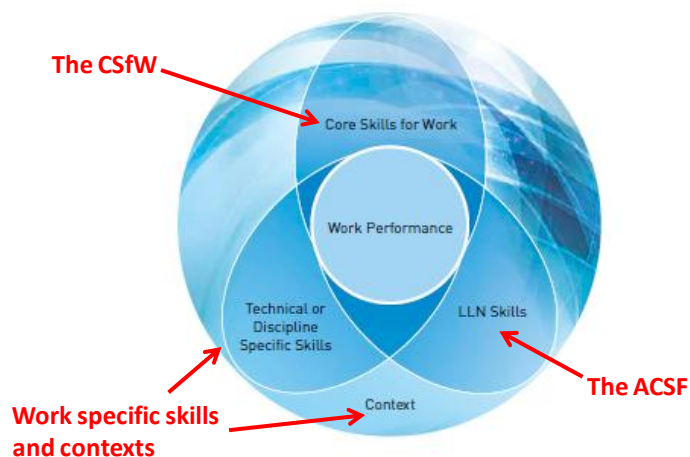 The CSfW
Core Skills for Work
Work Performance
Technical or
Discipline
Specific Skills
LLN Skills
The ACSF
Context
Work specific skills
and contexts